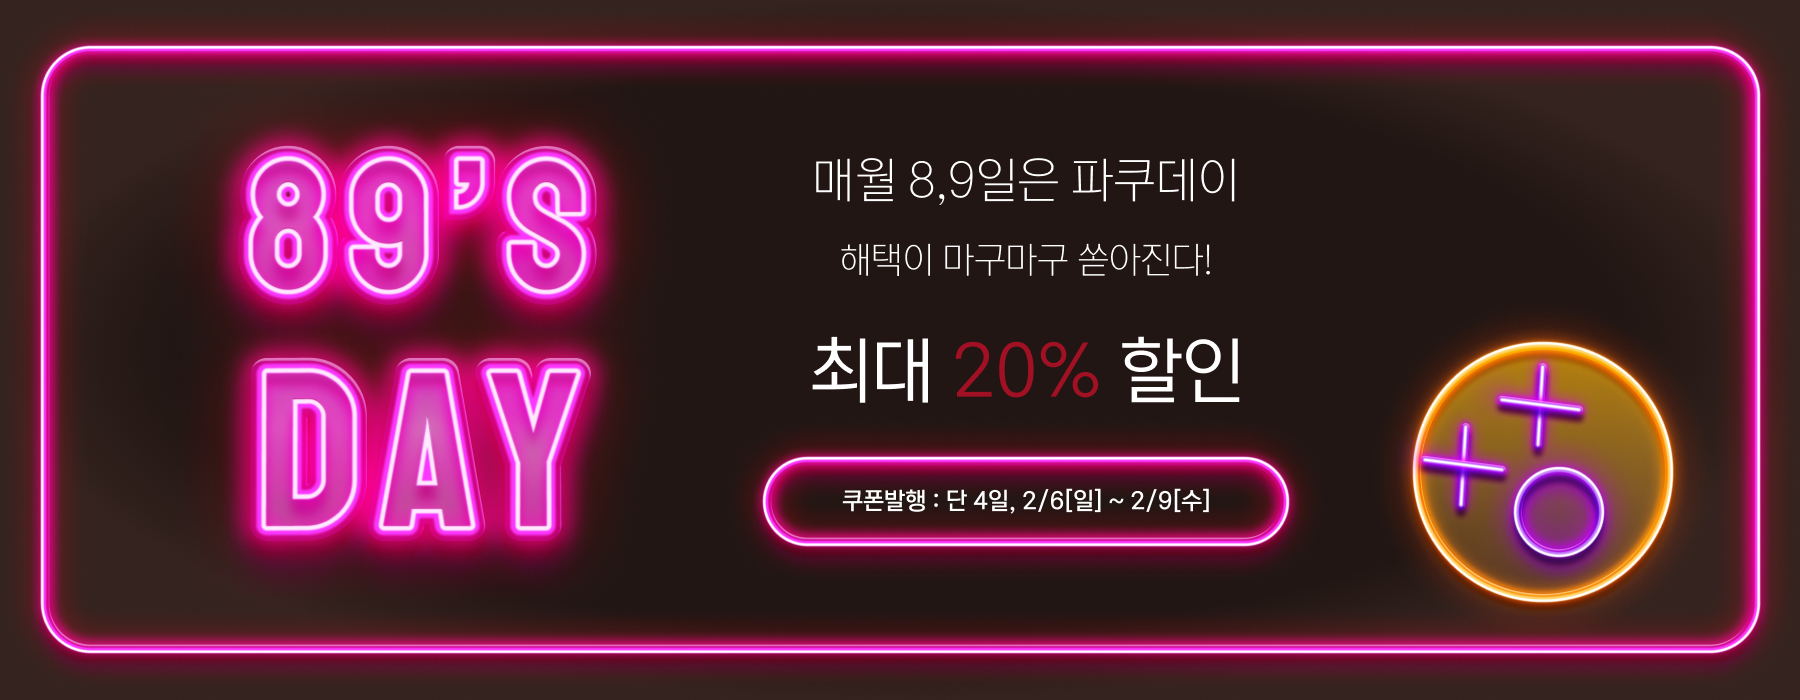 89’S
DAY
매월 8,9일은 파쿠데이
해택이 마구마구 쏟아진다!
최대 20% 할인
쿠폰발행 : 단 4일, 2/6[일] ~ 2/9[수]